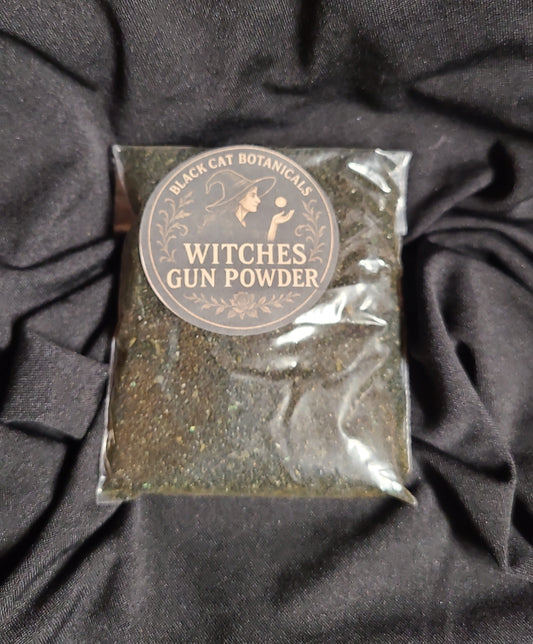 BLACK CAT BOTANICALS
WITCHES
GUN POWDER